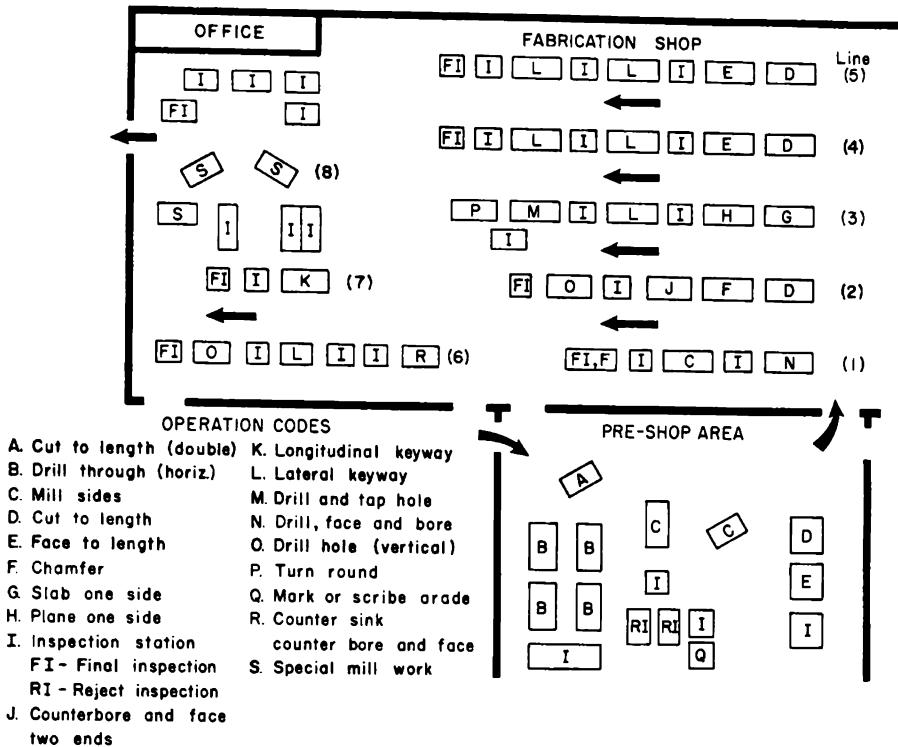 OFFICE
FABRICATION SHOP
Line
FI I L I L I E D (5)
I I I
FI I
FI I L I L I E D (4)
S S (8)
S I I I
P M I L I H G (3)
I
FI I K (7)
FI O I J F D (2)
FI O I L I I R (6)
FI,F I C I N (1)
OPERATION CODES
A. Cut to length (double)
B. Drill through (horiz.)
C. Mill sides
D. Cut to length
E. Face to length
F. Chamfer
G. Slab one side
H. Plane one side
I. Inspection station
FI - Final inspection
RI - Reject inspection
J. Counterbore and face
two ends
K. Longitudinal keyway
L. Lateral keyway
M. Drill and tap hole
N. Drill, face and bore
O. Drill hole (vertical)
P. Turn round
Q. Mark or scribe arade
R. Counter sink
counter bore and face
S. Special mill work
PRE-SHOP AREA
A
C C
B B D
I E
B B
RI RI I I
I Q